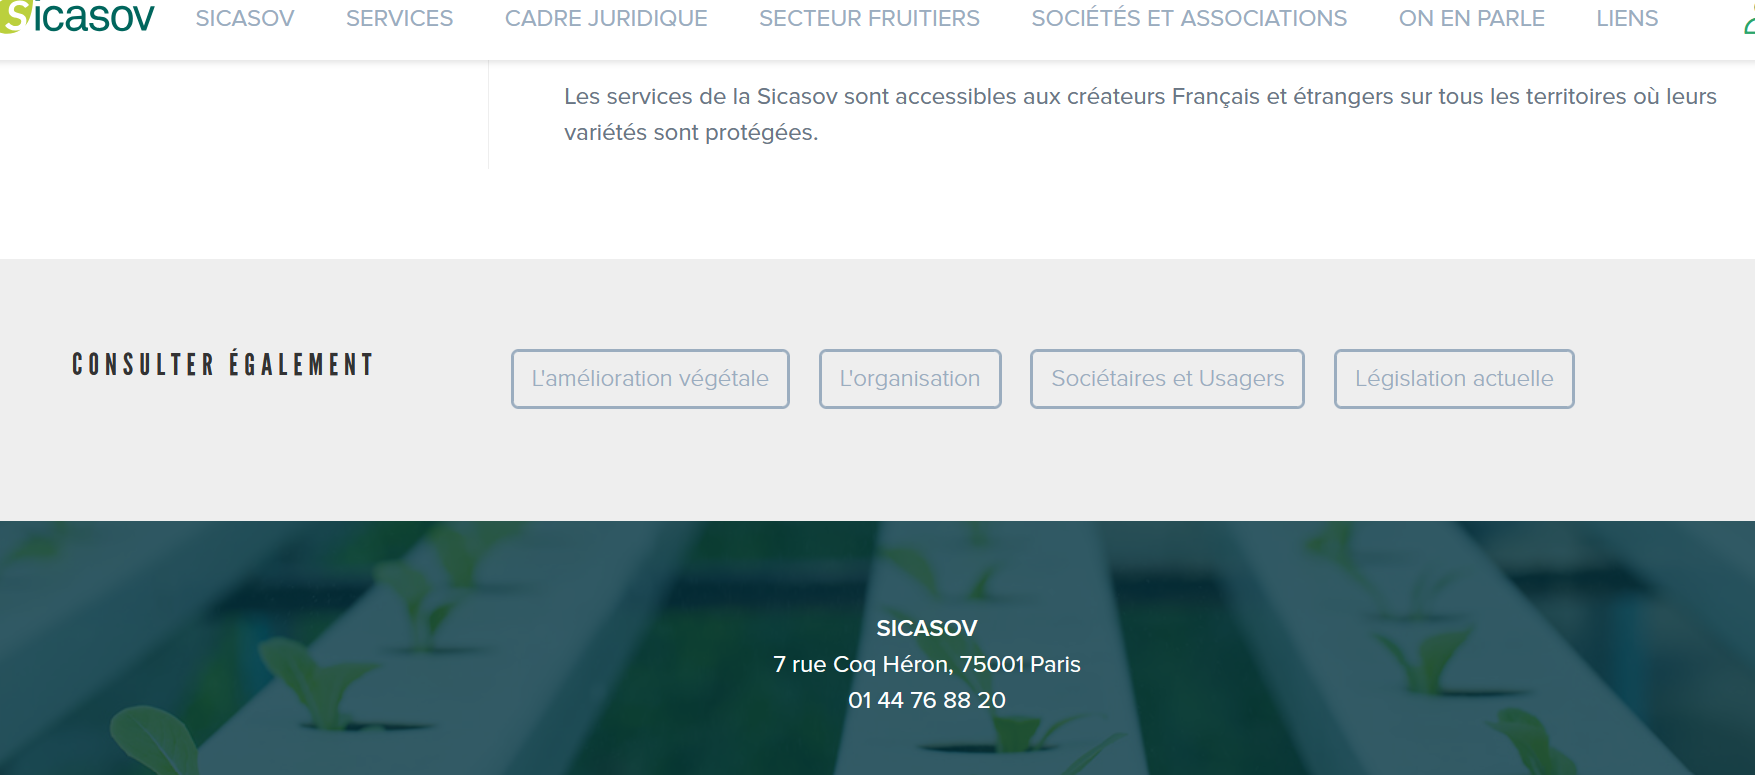 Sicasov
SICASOV
SERVICES
CADRE JURIDIQUE
SECTEUR FRUITIERS
SOCIÉTÉS ET ASSOCIATIONS
ON EN PARLE
LIENS
Les services de la Sicasov sont accessibles aux créateurs Français et étrangers sur tous les territoires où leurs
variétés sont protégées.
CONSULTER ÉGALEMENT
L'amélioration végétale
L'organisation
Sociétaires et Usagers
Législation actuelle
SICASOV
7 rue Coq Héron, 75001 Paris
01 44 76 88 20